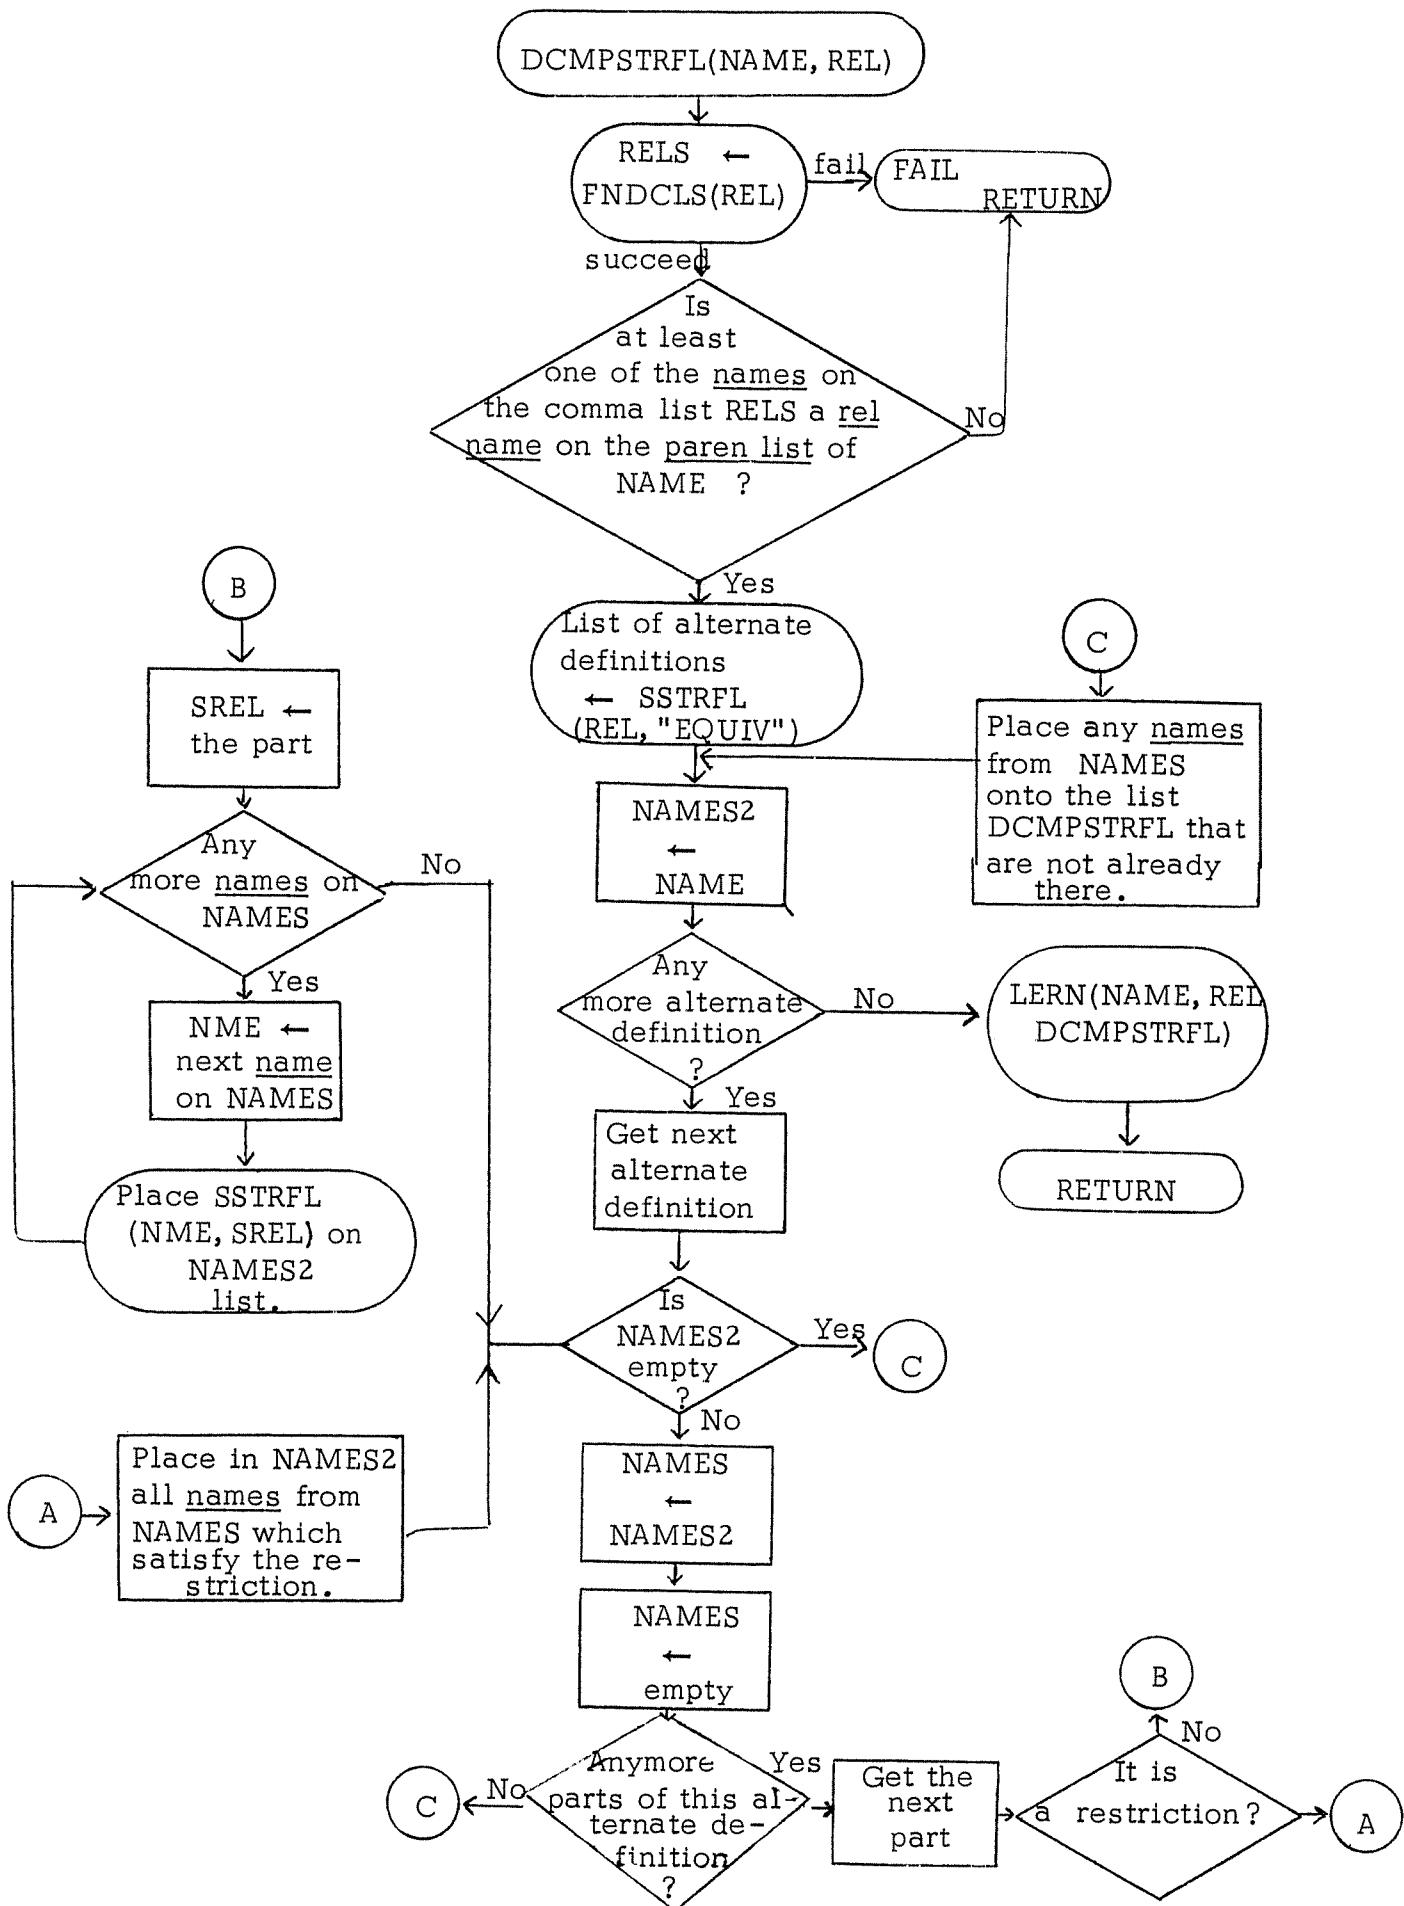 DCMPSTRFL(NAME, REL)
RELS ←
FNDCLS(REL)
fail
FAIL
RETURN
succeed
Is
at least
one of the names on
the comma list RELS a rel
name on the paren list of
NAME ?
No
Yes
B
SREL ←
the part
Any
more names on
NAMES
No
Yes
NME ←
next name
on NAMES
Place SSTRFL
(NME, SREL) on
NAMES2
list.
List of alternate
definitions
← SSTRFL
(REL, "EQUIV")
C
Place any names
from NAMES
onto the list
DCMPSTRFL that
are not already
there.
NAMES2
←
NAME
Any
more alternate
definition
?
No
LERN(NAME, REL
DCMPSTRFL)
RETURN
Yes
Get next
alternate
definition
Is
NAMES2
empty
?
Yes
C
No
A
Place in NAMES2
all names from
NAMES which
satisfy the re-
striction.
NAMES
←
NAMES2
NAMES
←
empty
Anymore
parts of this al-
ternate de-
finition
?
No
C
Yes
Get the
next
part
B
No
It is
a restriction?
A